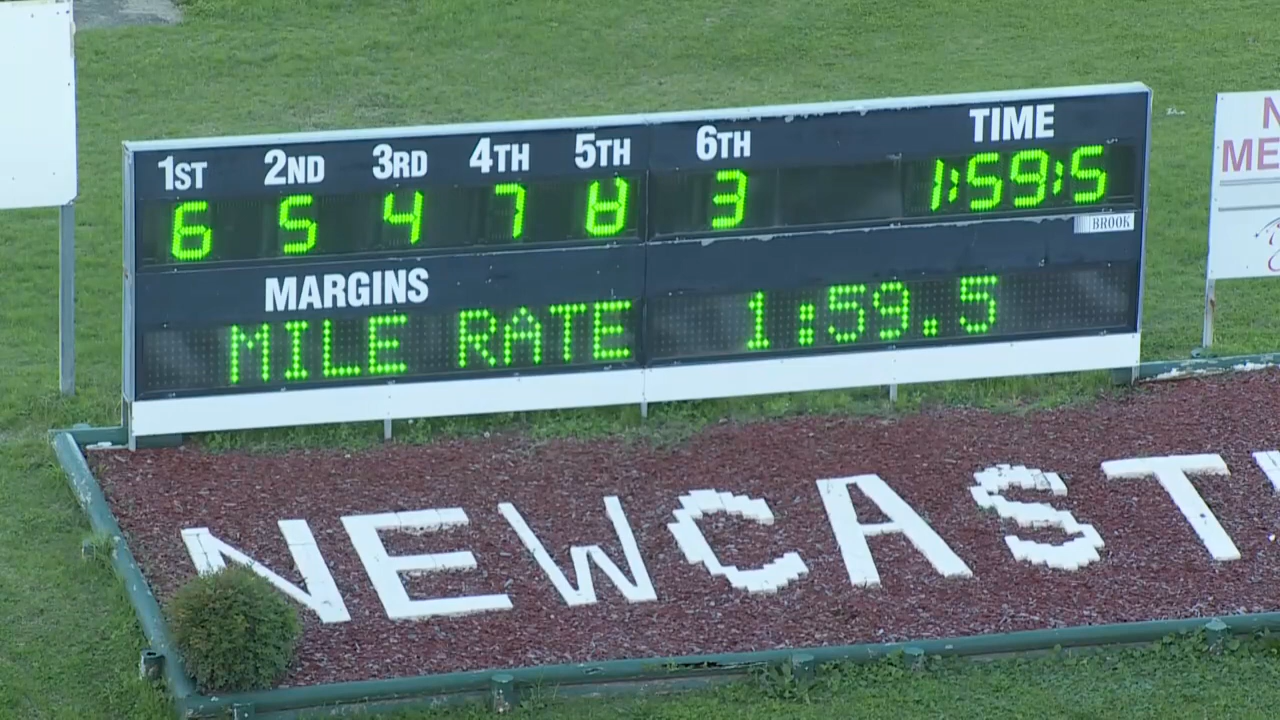 1ST 2ND 3RD 4TH 5TH 6TH TIME
6 5 4 7 8 3 1:59:5
BROOK
MARGINS
MILE RATE 1:59.5
N
ME
NEWCAST